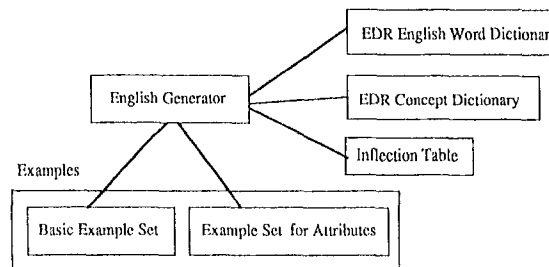 EDR English Word Dictionar
English Generator
EDR Concept Dictionary
Inflection Table
Examples
Basic Example Set
Example Set for Attributes